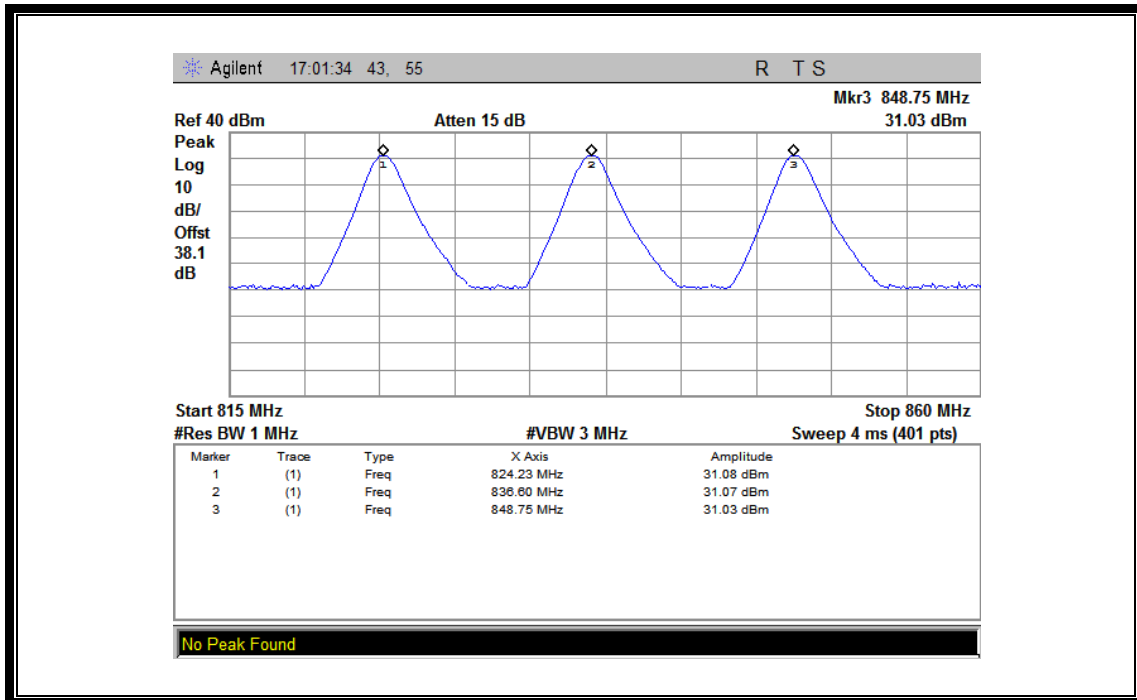 Agilent 17:01:34 43, 55 R T S
Mkr3 848.75 MHz
Ref 40 dBm Atten 15 dB 31.03 dBm
Peak
Log
10
dB/
Offst
38.1
dB
1 2 3
Start 815 MHz Stop 860 MHz
#Res BW 1 MHz #VBW 3 MHz Sweep 4 ms (401 pts)
Marker Trace Type X Axis Amplitude
1 (1) Freq 824.23 MHz 31.08 dBm
2 (1) Freq 836.60 MHz 31.07 dBm
3 (1) Freq 848.75 MHz 31.03 dBm
No Peak Found